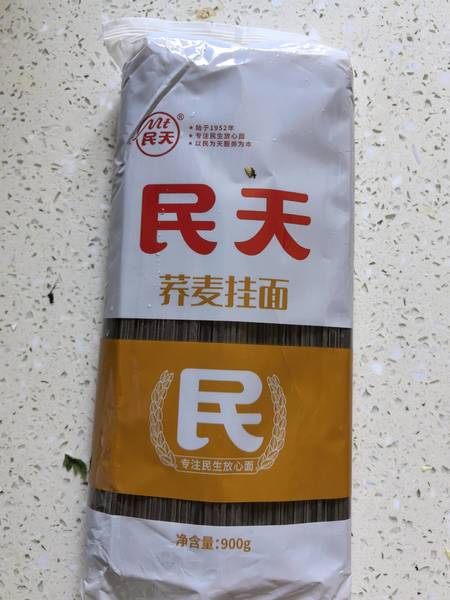 Mt
民天
®
★始于1952年
★专注民生放心面
★以民为天服务为本
民天
荞麦挂面
民
专注民生放心面
净含量:900g